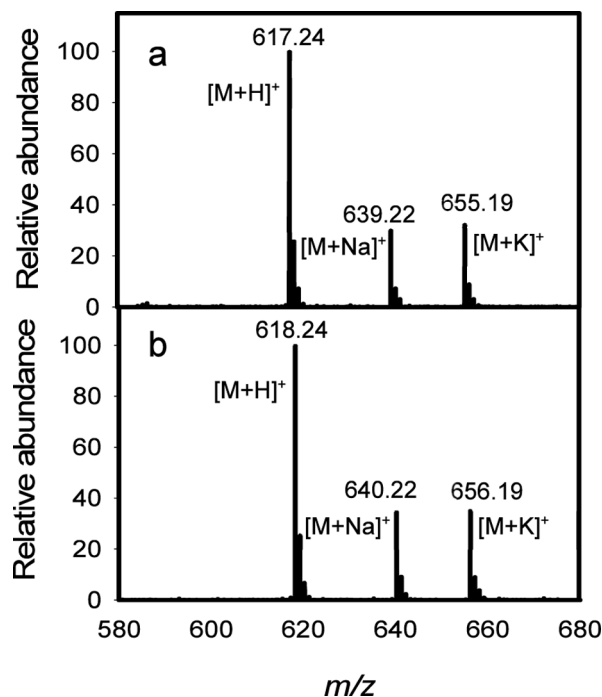 a
617.24
[M+H]⁺
639.22
[M+Na]⁺
655.19
[M+K]⁺
Relative abundance
100
80
60
40
20
0
b
618.24
[M+H]⁺
640.22
[M+Na]⁺
656.19
[M+K]⁺
Relative abundance
100
80
60
40
20
0
580 600 620 640 660 680
m/z